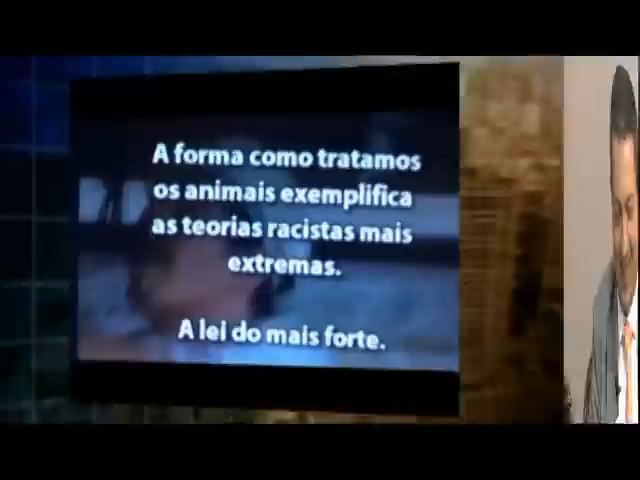 A forma como tratamos
os animais exemplifica
as teorias racistas mais
extremas.
A lei do mais forte.